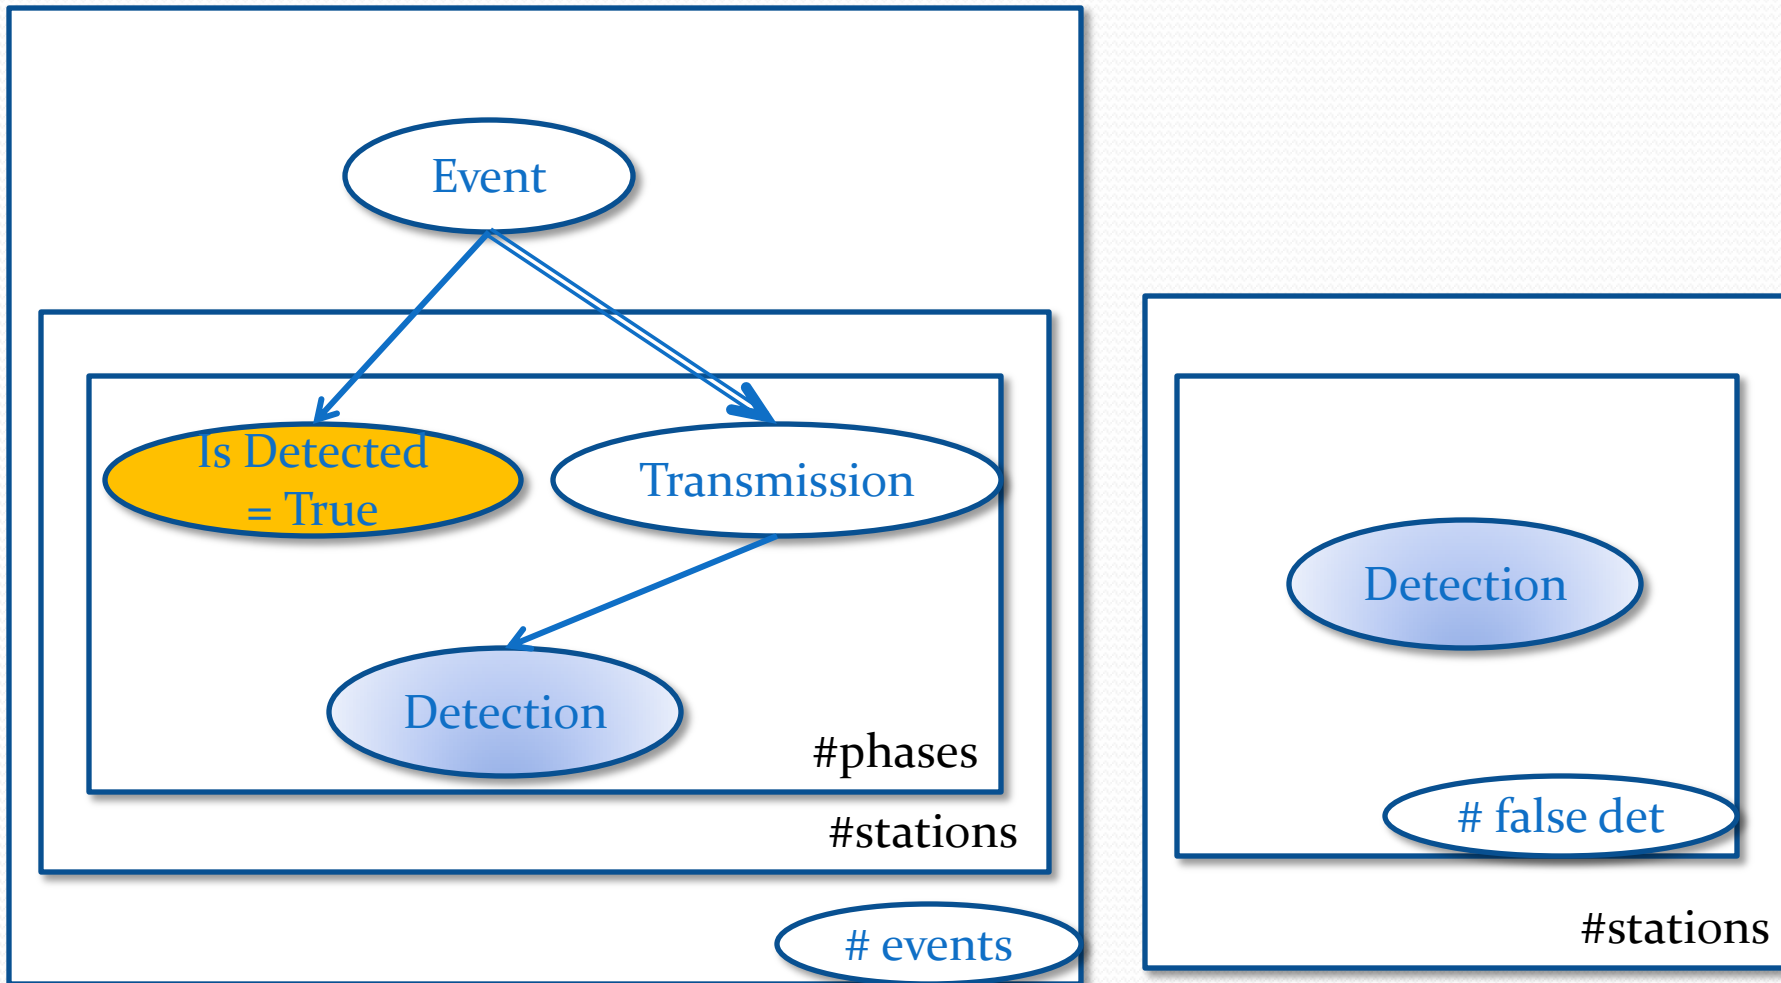 Event
Is Detected
= True
Transmission
Detection
#phases
#stations
# events
Detection
# false det
#stations